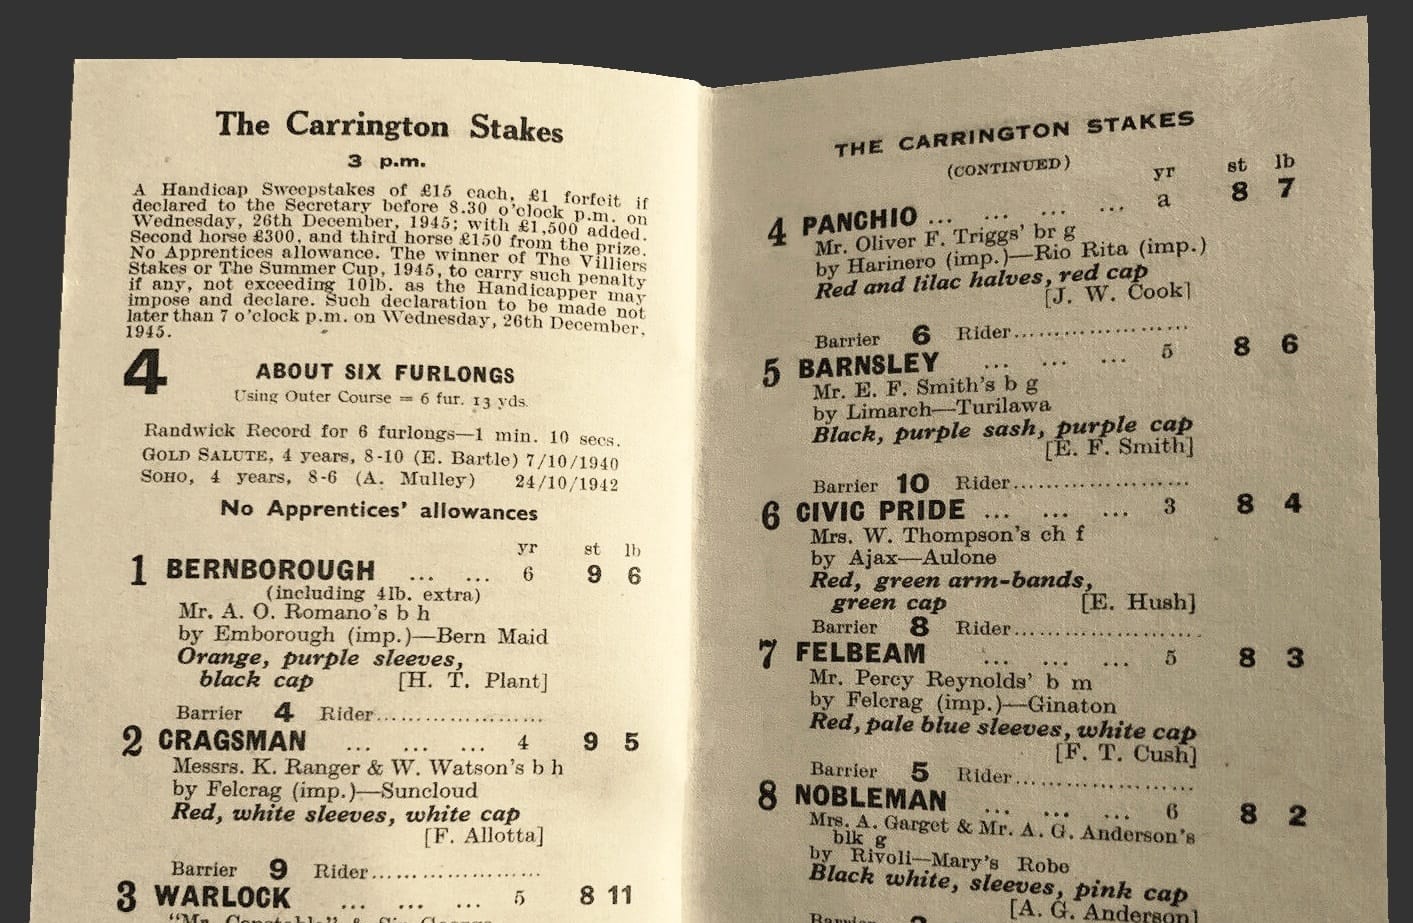 The Carrington Stakes
3 p.m.
A Handicap Sweepstakes of £15 each, £1 forfeit if
declared to the Secretary before 8.30 o'clock p.m. on
Wednesday, 26th December, 1945; with £1,500 added.
Second horse £300, and third horse £150 from the prize.
No Apprentices allowance. The winner of The Villiers
Stakes or The Summer Cup, 1945, to carry such penalty
if any, not exceeding 10lb. as the Handicapper may
impose and declare. Such declaration to be made not
later than 7 o'clock p.m. on Wednesday, 26th December,
1945.
4 ABOUT SIX FURLONGS
Using Outer Course = 6 fur. 13 yds.
Randwick Record for 6 furlongs—1 min. 10 secs.
GOLD SALUTE, 4 years, 8-10 (E. Bartle) 7/10/1940
SOHO, 4 years, 8-6 (A. Mulley) 24/10/1942
No Apprentices' allowances
yr st lb
1 BERNBOROUGH ... ... 6 9 6
(including 4lb. extra)
Mr. A. O. Romano's b h
by Emborough (imp.)—Bern Maid
Orange, purple sleeves,
black cap [H. T. Plant]
Barrier 4 Rider........................
2 CRAGSMAN ... ... ... 4 9 5
Messrs. K. Ranger & W. Watson's b h
by Felcrag (imp.)—Suncloud
Red, white sleeves, white cap
[F. Allotta]
Barrier 9 Rider........................
3 WARLOCK ... ... ... 5 8 11
THE CARRINGTON STAKES
(CONTINUED)
yr st lb
4 PANCHIO ... ... ... ... a 8 7
Mr. Oliver F. Triggs' br g
by Harinero (imp.)—Rio Rita (imp.)
Red and lilac halves, red cap
[J. W. Cook]
Barrier 6 Rider........................
5 BARNSLEY ... ... ... 5 8 6
Mr. E. F. Smith's b g
by Limarch—Turilawa
Black, purple sash, purple cap
[E. F. Smith]
Barrier 10 Rider........................
6 CIVIC PRIDE ... ... ... 3 8 4
Mrs. W. Thompson's ch f
by Ajax—Aulone
Red, green arm-bands,
green cap [E. Hush]
Barrier 8 Rider........................
7 FELBEAM ... ... ... 5 8 3
Mr. Percy Reynolds' b m
by Felcrag (imp.)—Ginaton
Red, pale blue sleeves, white cap
[F. T. Cush]
Barrier 5 Rider........................
8 NOBLEMAN ... ... ... 6 8 2
Mrs. A. Garget & Mr. A. G. Anderson's
blk g
by Rivoli—Mary's Robe
Black white, sleeves, pink cap
[A. G. Anderson]